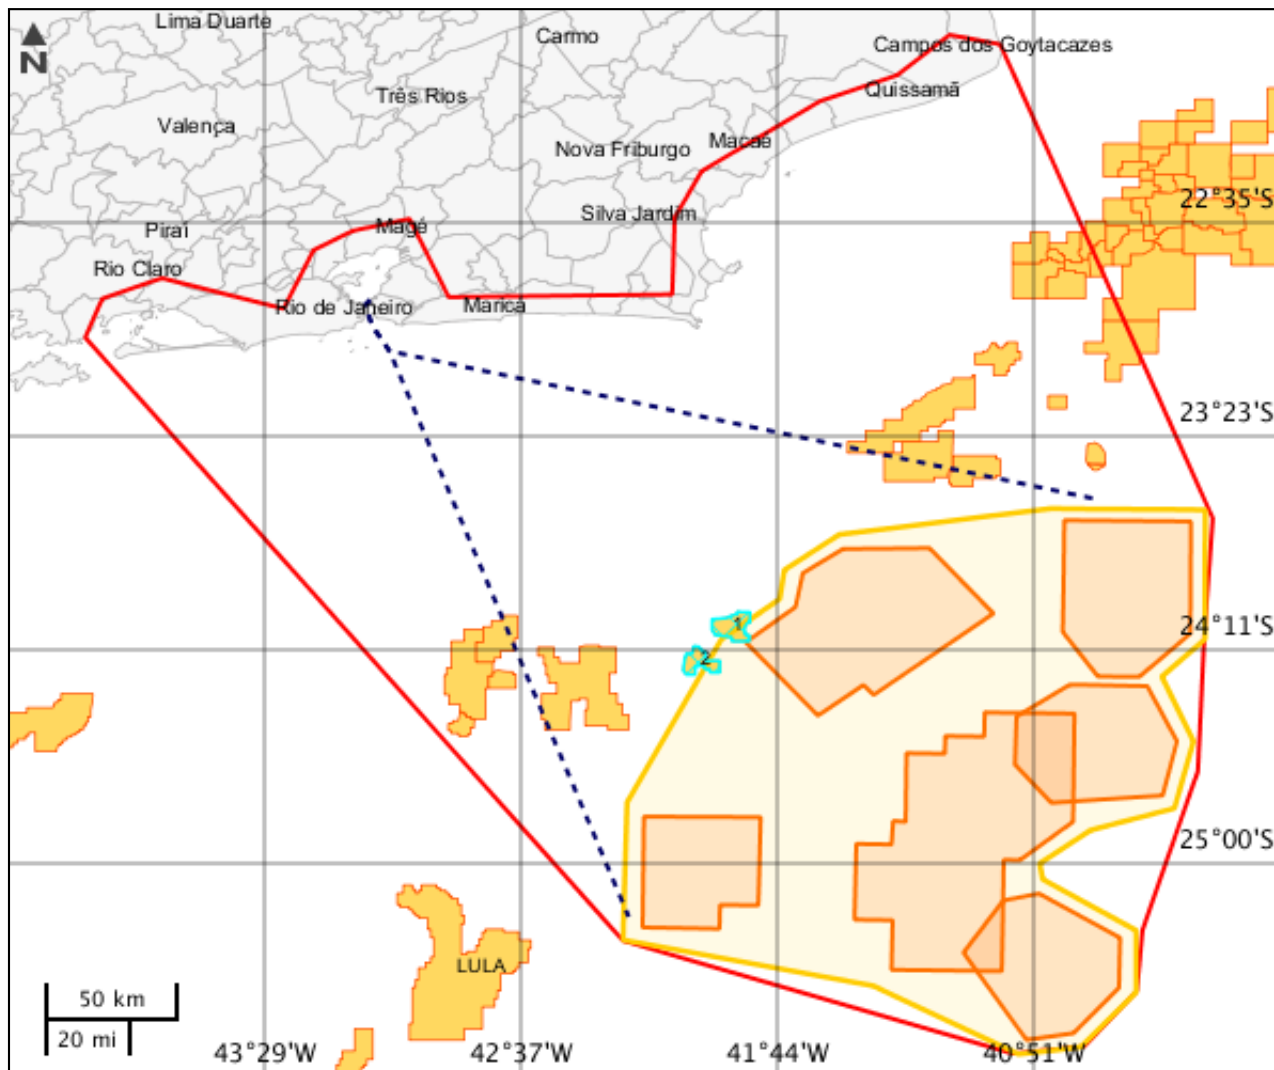 Lima Duarte
N
Carmo
Campos dos Goytacazes
Quissamã
Três Rios
Valença
Macaé
Nova Friburgo
22°35'S
Silva Jardim
Magé
Piraí
Rio Claro
Rio de Janeiro
Maricá
23°23'S
1
24°11'S
2
25°00'S
LULA
50 km
20 mi
43°29'W
42°37'W
41°44'W
40°51'W